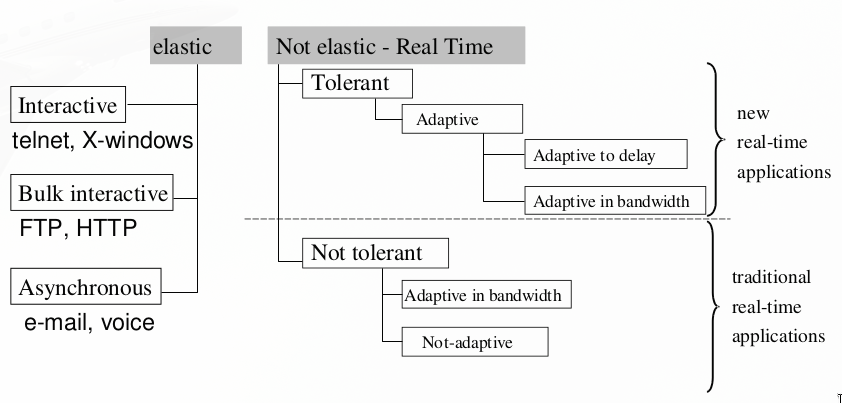 elastic
Not elastic - Real Time
Interactive
telnet, X-windows
Bulk interactive
FTP, HTTP
Asynchronous
e-mail, voice
Tolerant
Adaptive
Adaptive to delay
Adaptive in bandwidth
new
real-time
applications
Not tolerant
Adaptive in bandwidth
Not-adaptive
traditional
real-time
applications